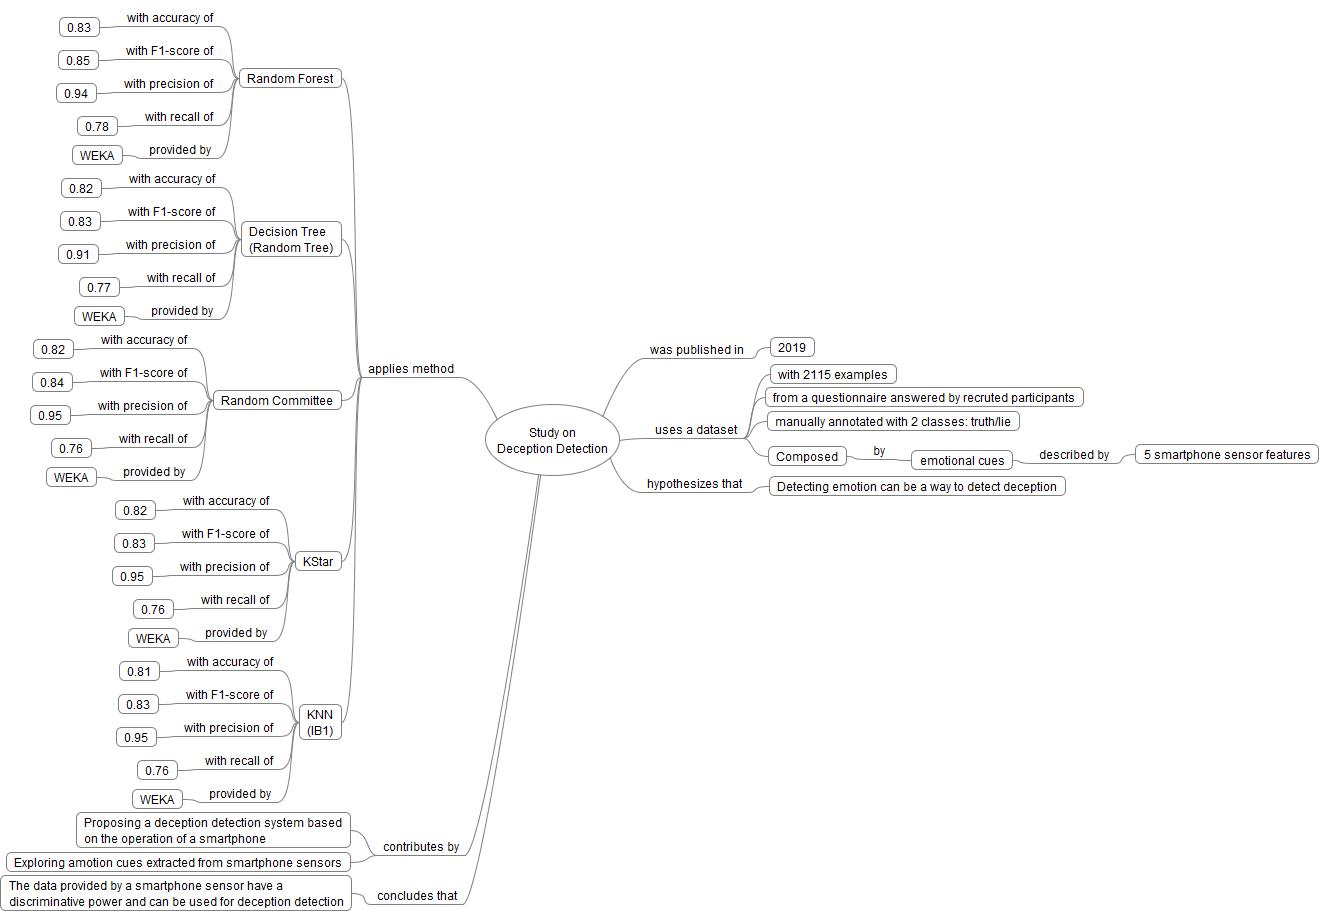 with accuracy of
0.83
with F1-score of
0.85
with precision of
0.94
with recall of
0.78
provided by
WEKA
Random Forest
with accuracy of
0.82
with F1-score of
0.83
with precision of
0.91
with recall of
0.77
provided by
WEKA
Decision Tree
(Random Tree)
with accuracy of
0.82
with F1-score of
0.84
with precision of
0.95
with recall of
0.76
provided by
WEKA
Random Committee
with accuracy of
0.82
with F1-score of
0.83
with precision of
0.95
with recall of
0.76
provided by
WEKA
KStar
with accuracy of
0.81
with F1-score of
0.83
with precision of
0.95
with recall of
0.76
provided by
WEKA
KNN
(IB1)
applies method
Proposing a deception detection system based
on the operation of a smartphone
Exploring amotion cues extracted from smartphone sensors
contributes by
The data provided by a smartphone sensor have a
discriminative power and can be used for deception detection
concludes that
Study on
Deception Detection
was published in
2019
uses a dataset
with 2115 examples
from a questionnaire answered by recruted participants
manually annotated with 2 classes: truth/lie
Composed
by
emotional cues
described by
5 smartphone sensor features
hypothesizes that
Detecting emotion can be a way to detect deception